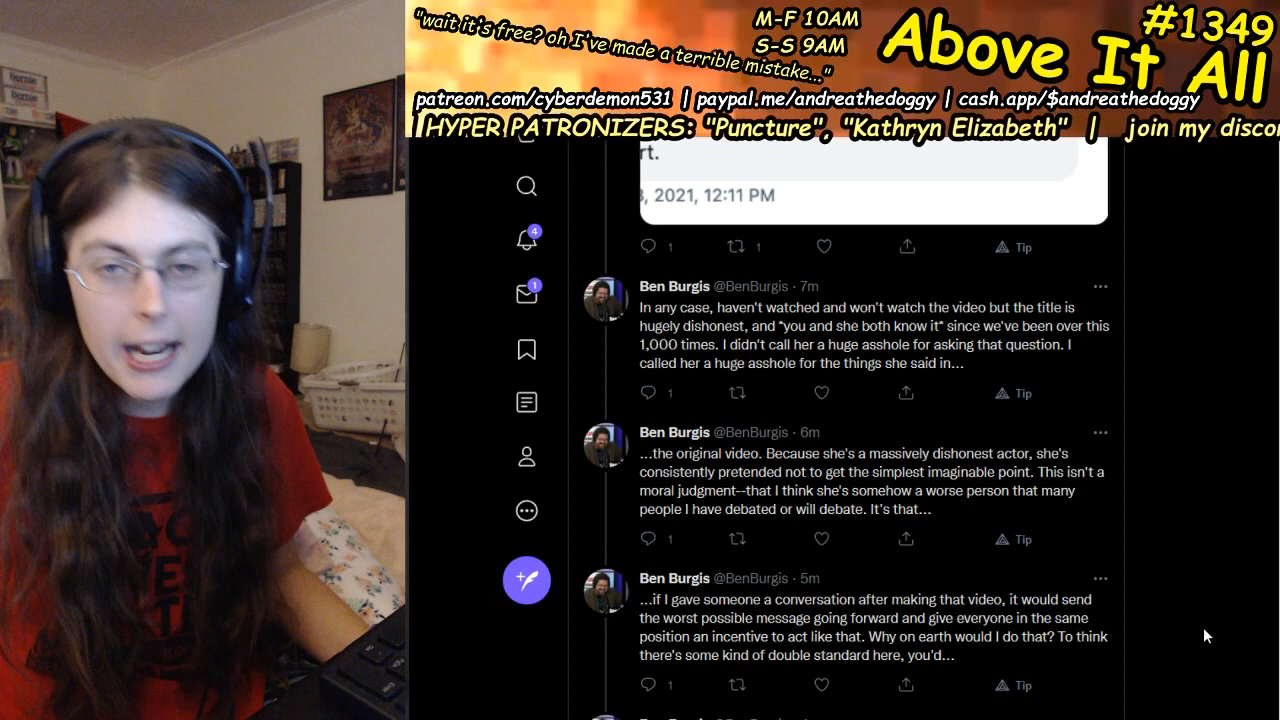 "wait it's free? oh I've made a terrible mistake..."
M-F 10AM
S-S 9AM
Above It All
#1349
patreon.com/cyberdemon531 | paypal.me/andreathedoggy | cash.app/$andreathedoggy
| HYPER PATRONIZERS: "Puncture", "Kathryn Elizabeth" | join my discor
Bernie
Bernie
rt.
3, 2021, 12:11 PM
1 1 Tip
4
1
Ben Burgis @BenBurgis · 7m
In any case, haven't watched and won't watch the video but the title is
hugely dishonest, and *you and she both know it* since we've been over this
1,000 times. I didn't call her a huge asshole for asking that question. I
called her a huge asshole for the things she said in...
1 Tip
Ben Burgis @BenBurgis · 6m
...the original video. Because she's a massively dishonest actor, she's
consistently pretended not to get the simplest imaginable point. This isn't a
moral judgment--that I think she's somehow a worse person that many
people I have debated or will debate. It's that...
1 Tip
Ben Burgis @BenBurgis · 5m
...if I gave someone a conversation after making that video, it would send
the worst possible message going forward and give everyone in the same
position an incentive to act like that. Why on earth would I do that? To think
there's some kind of double standard here, you'd...
1 Tip